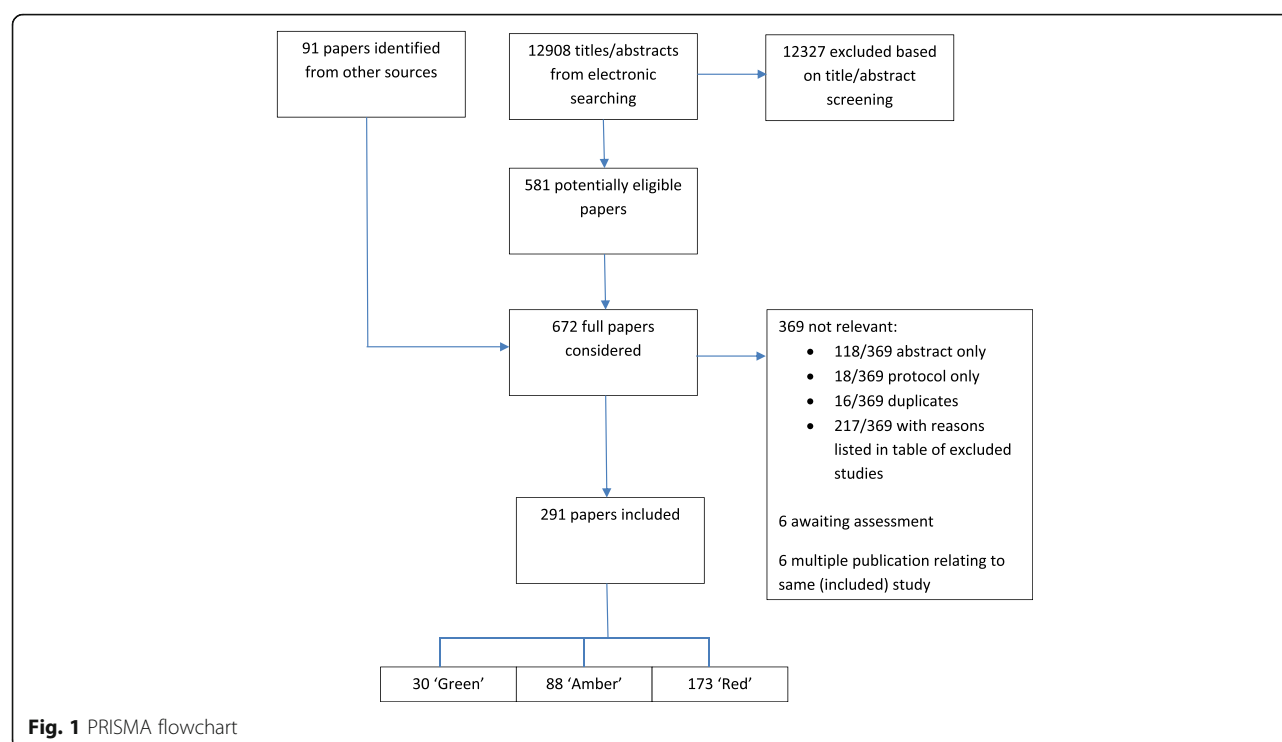 91 papers identified
from other sources
12908 titles/abstracts
from electronic
searching
12327 excluded based
on title/abstract
screening
581 potentially eligible
papers
672 full papers
considered
369 not relevant:
• 118/369 abstract only
• 18/369 protocol only
• 16/369 duplicates
• 217/369 with reasons
listed in table of excluded
studies
6 awaiting assessment
6 multiple publication relating to
same (included) study
291 papers included
30 ‘Green’
88 ‘Amber’
173 ‘Red’
Fig. 1 PRISMA flowchart